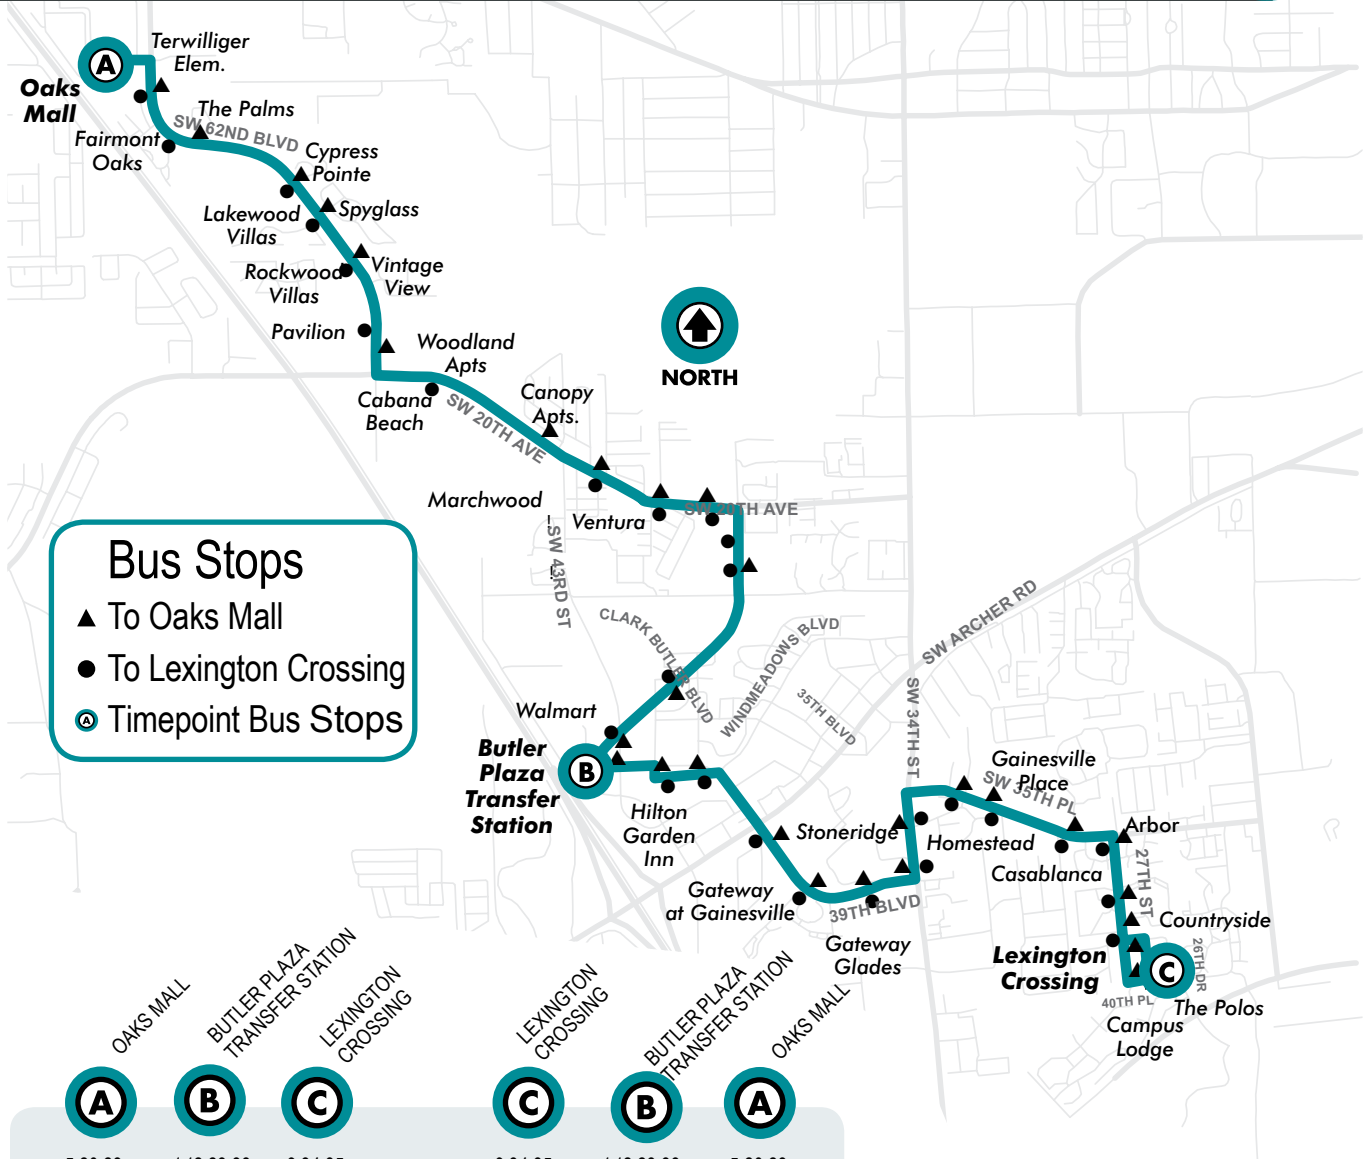 A
Oaks
Mall
Terwilliger
Elem.
The Palms
SW 62ND BLVD
Fairmont
Oaks
Cypress
Pointe
Lakewood
Villas
Spyglass
Rockwood
Villas
Vintage
View
Pavilion
Woodland
Apts
Cabana
Beach
SW 20TH AVE
Canopy
Apts.
NORTH
Marchwood
Ventura
SW 20TH AVE
SW 43RD ST
Bus Stops
To Oaks Mall
To Lexington Crossing
A Timepoint Bus Stops
CLARK BUTLER BLVD
WINDMEADOWS BLVD
35TH BLVD
SW ARCHER RD
SW 34TH ST
Walmart
Butler
Plaza
Transfer
Station
B
Hilton
Garden
Inn
Stoneridge
Gateway
at Gainesville
39TH BLVD
Gateway
Glades
Homestead
Gainesville
Place
SW 35TH PL
Casablanca
Arbor
27TH ST
Countryside
Lexington
Crossing
C
26TH DR
40TH PL
The Polos
Campus
Lodge
OAKS MALL
BUTLER PLAZA
TRANSFER STATION
LEXINGTON
CROSSING
LEXINGTON
CROSSING
BUTLER PLAZA
TRANSFER STATION
OAKS MALL
A
B
C
C
B
A